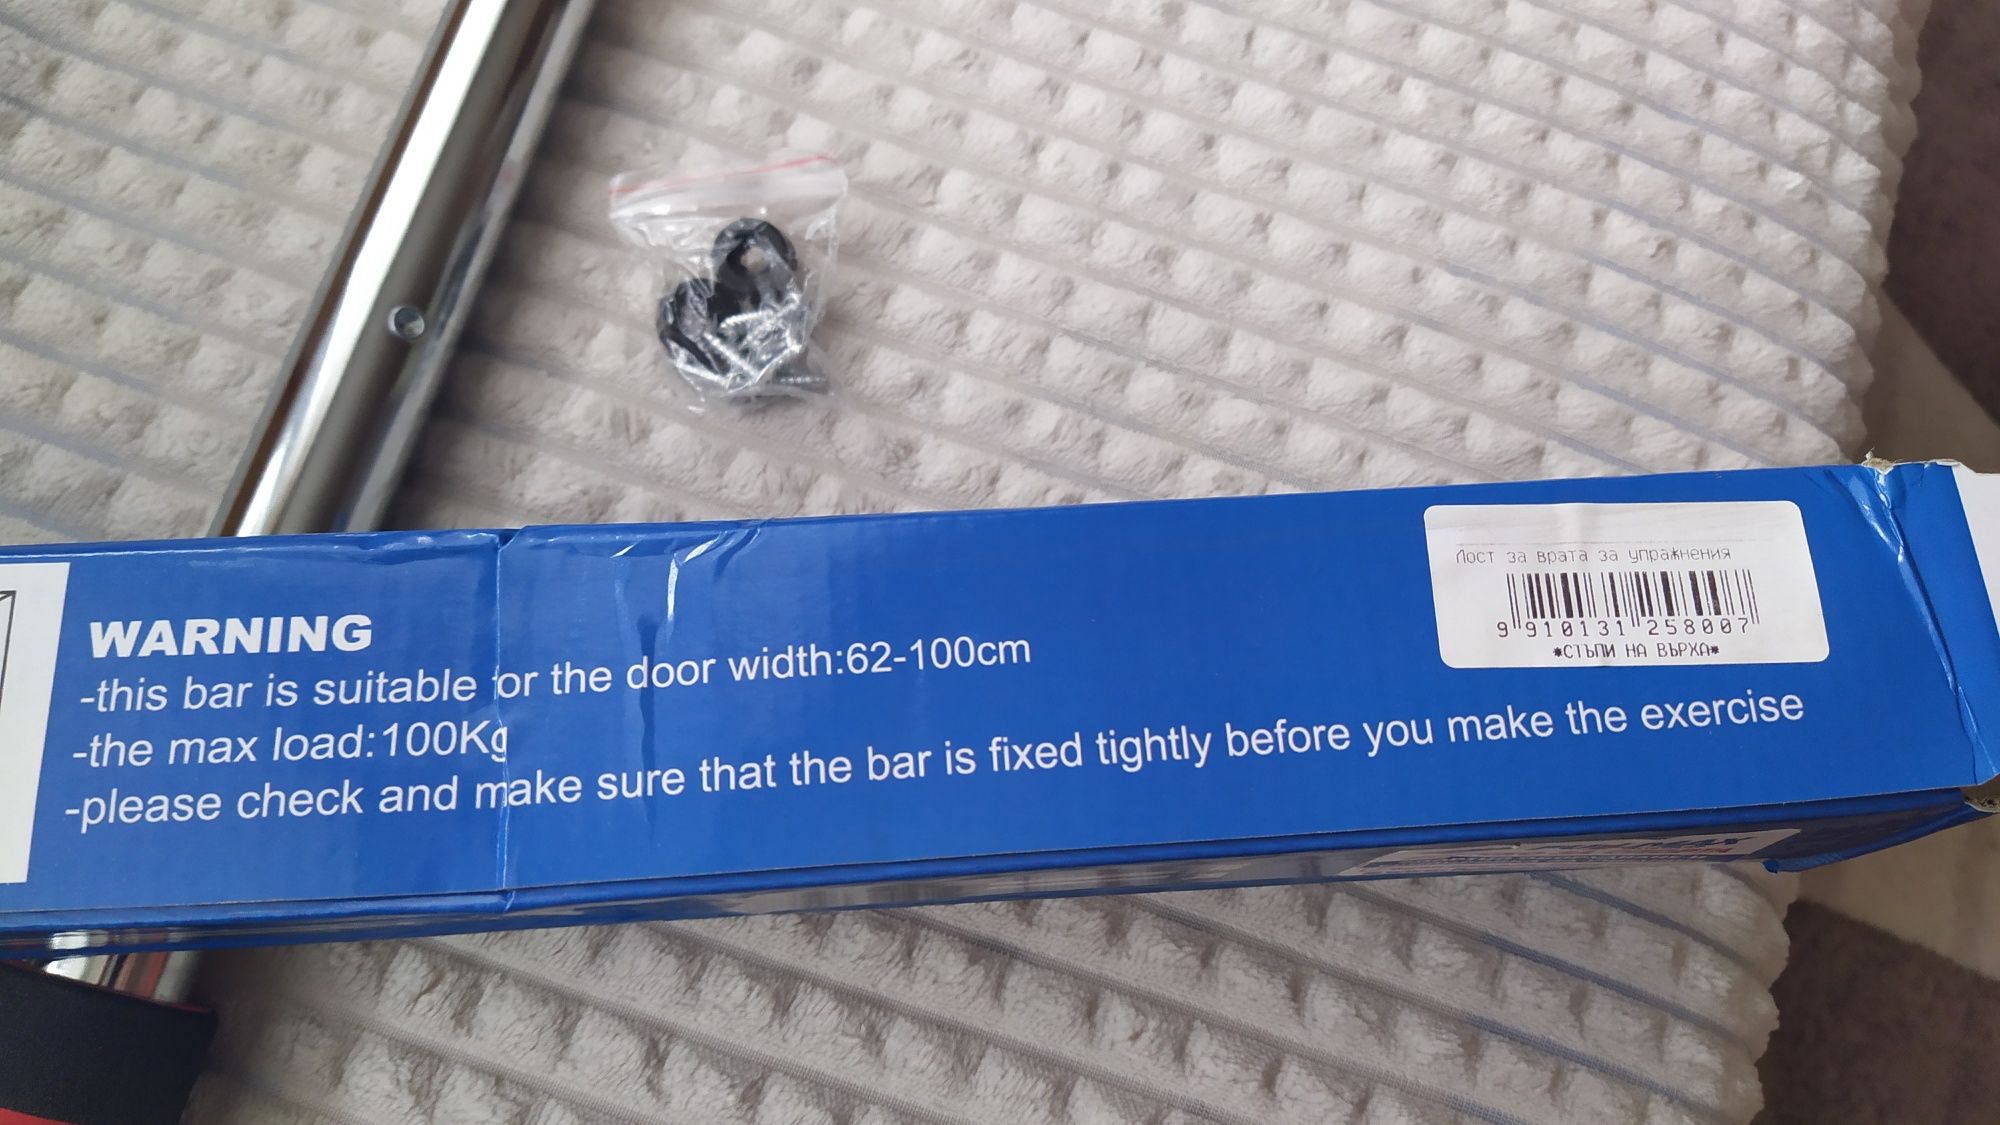 WARNING
-this bar is suitable for the door width:62-100cm
-the max load:100Kg
-please check and make sure that the bar is fixed tightly before you make the exercise
Лост за врата за упражнения
9 910131 258007
*СТЪПИ НА ВЪРХА*